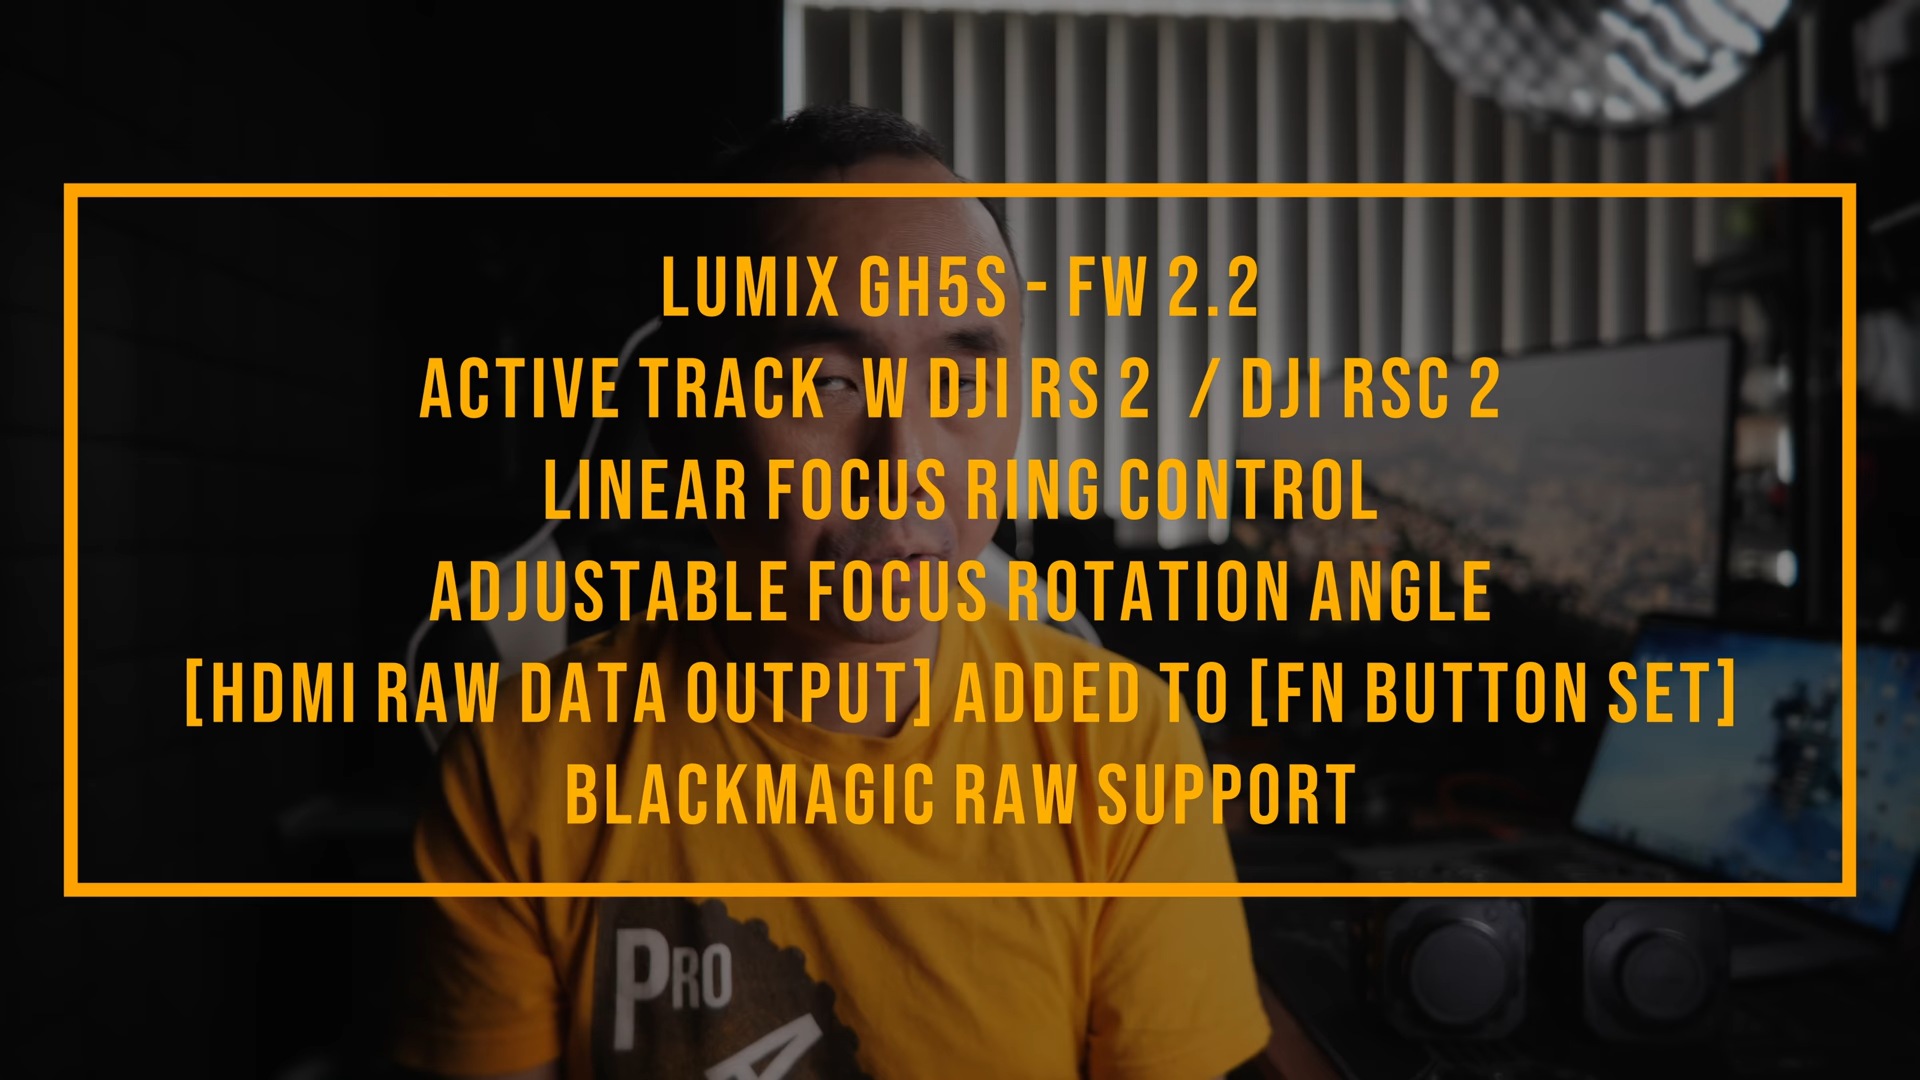 LUMIX GH5S - FW 2.2
ACTIVE TRACK W DJI RS 2 / DJI RSC 2
LINEAR FOCUS RING CONTROL
ADJUSTABLE FOCUS ROTATION ANGLE
[HDMI RAW DATA OUTPUT] ADDED TO [FN BUTTON SET]
BLACKMAGIC RAW SUPPORT
PRO
A